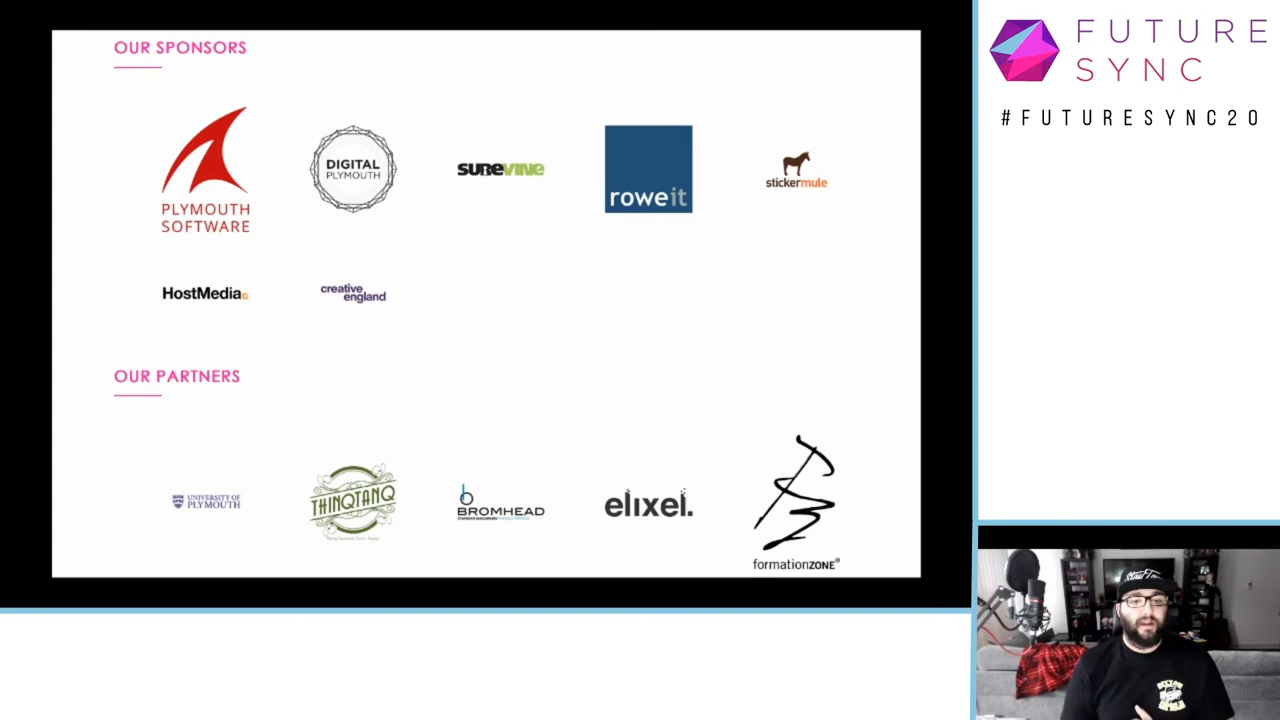 OUR SPONSORS
PLYMOUTH
SOFTWARE
DIGITAL
PLYMOUTH
SUREVINE
roweit
stickermule
HostMedia
creative
england
OUR PARTNERS
UNIVERSITY OF
PLYMOUTH
THINQTANQ
BROMHEAD
elixel.
formationZONE®
FUTURE
SYNC
#FUTURESYNC20